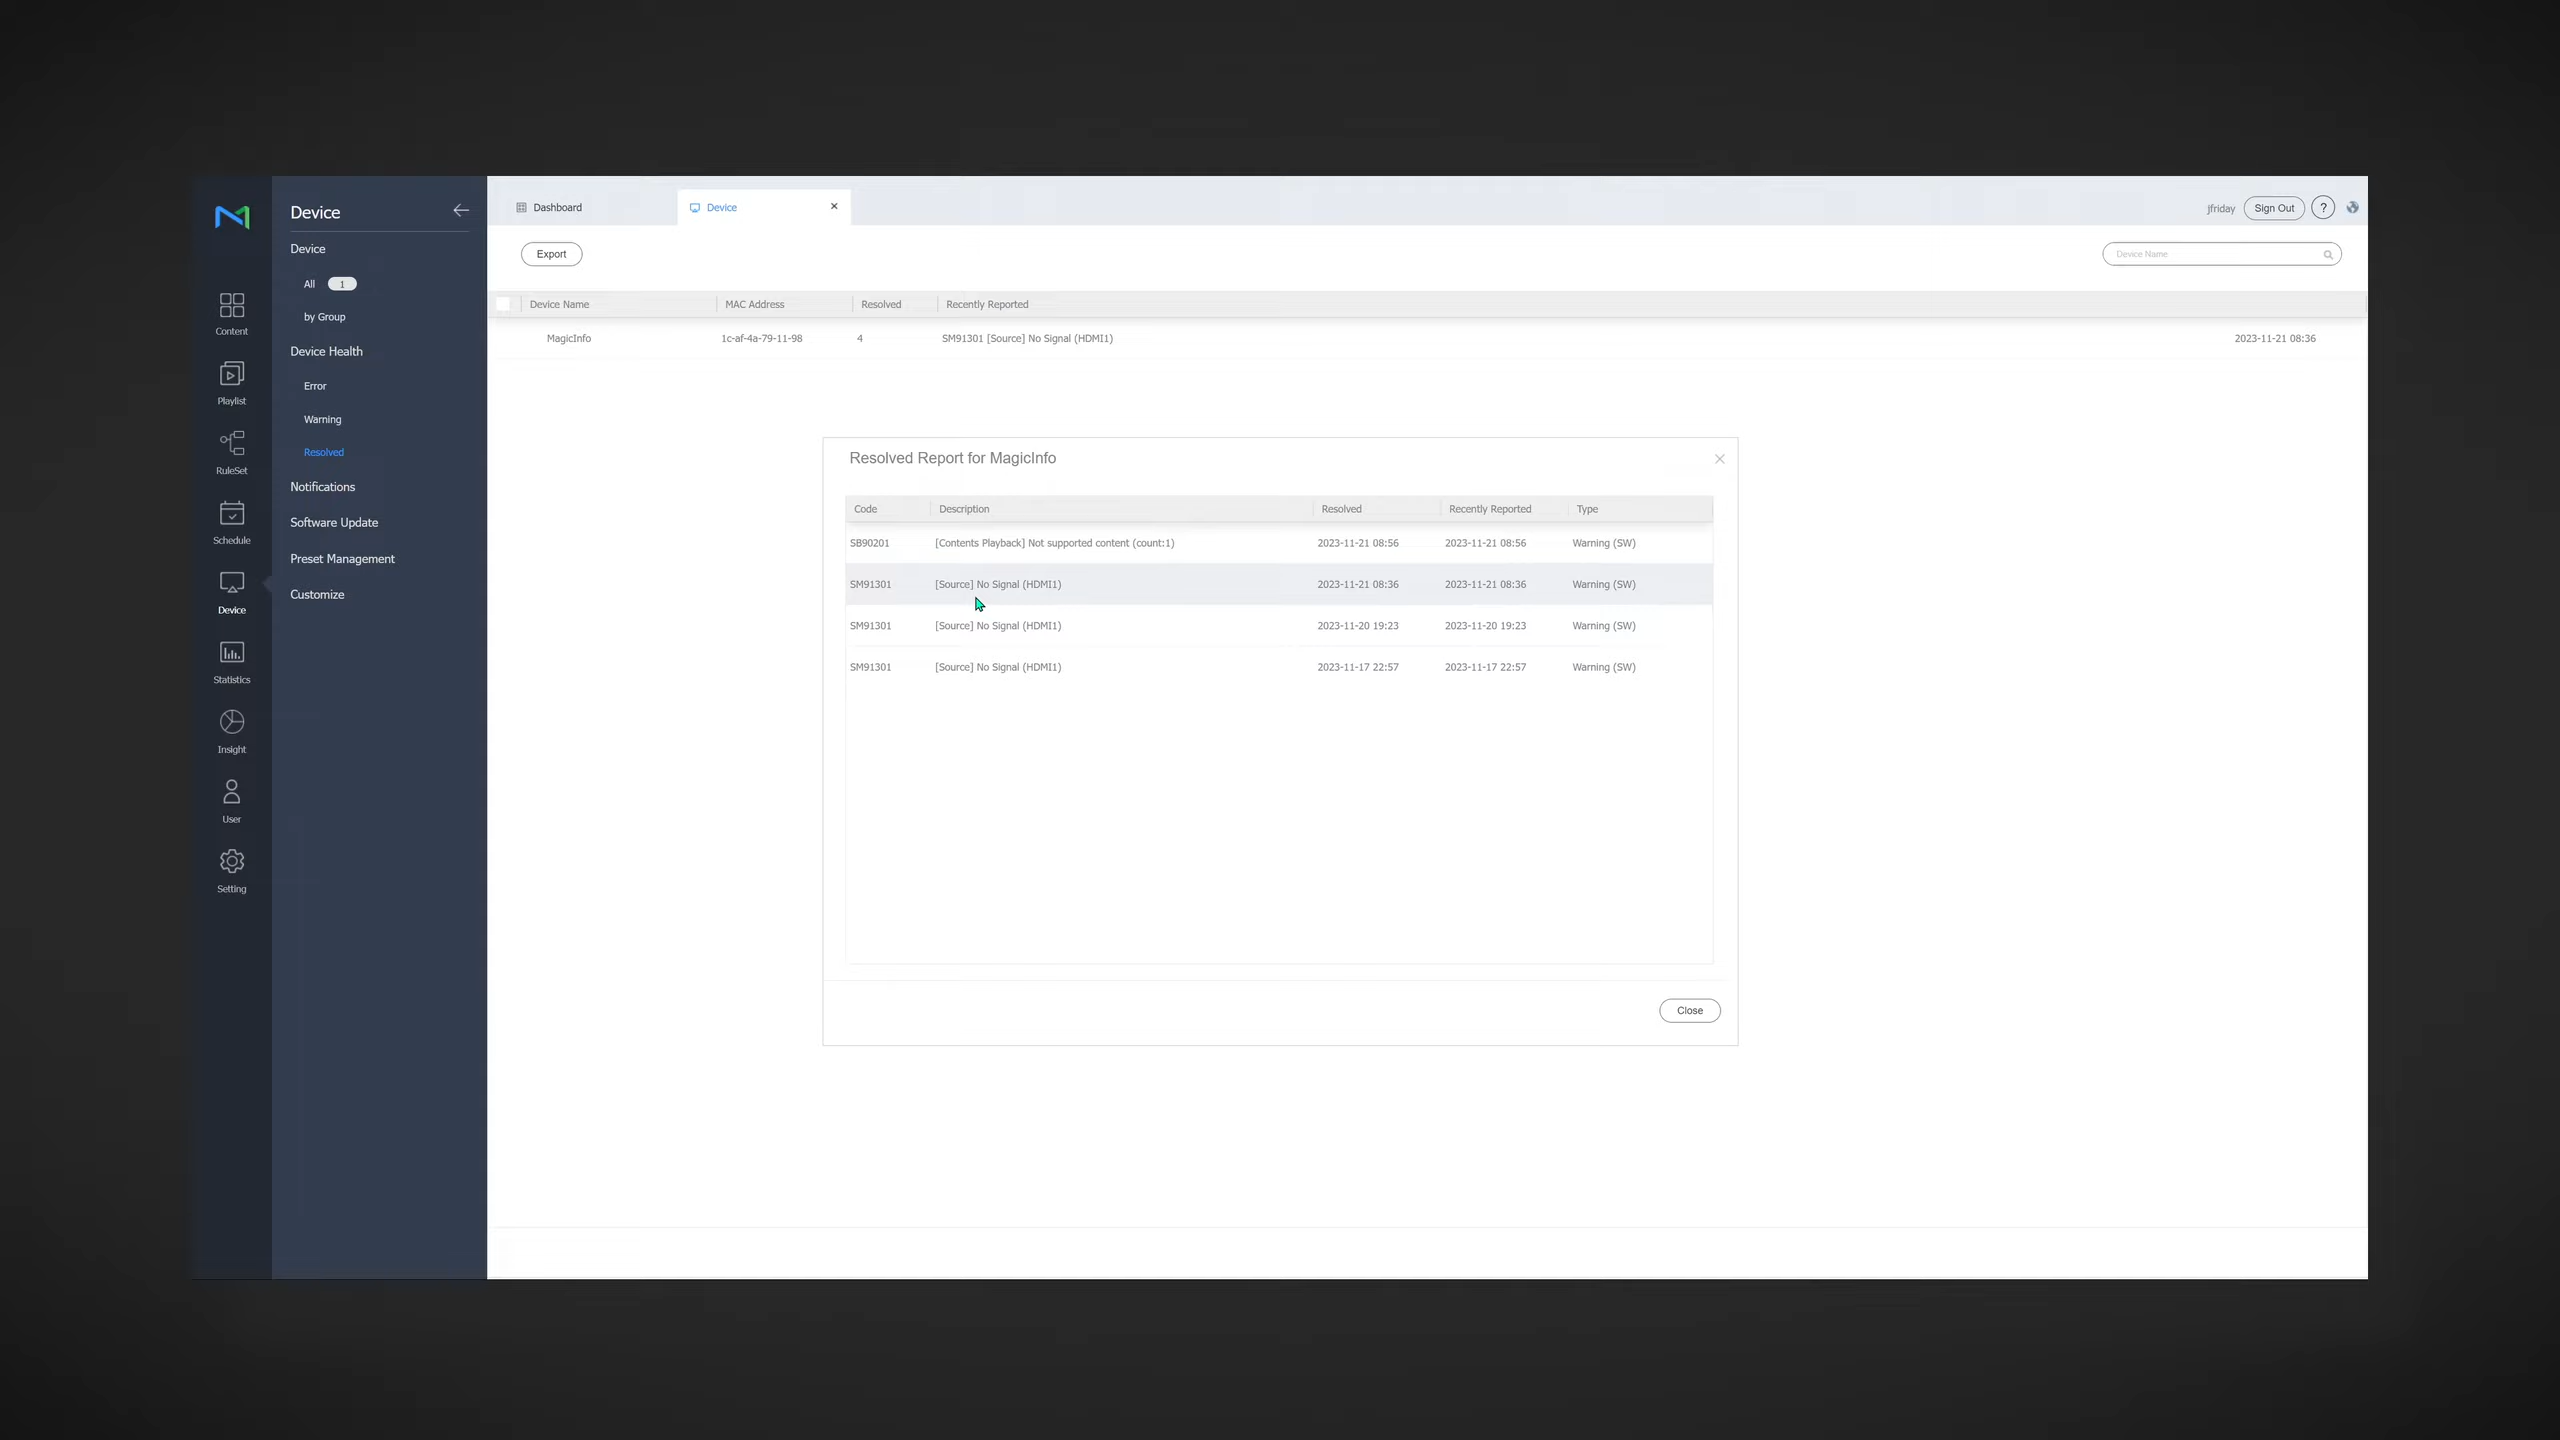 Content
Playlist
RuleSet
Schedule
Device
Statistics
Insight
User
Setting
Device
Device
All 1
by Group
Device Health
Error
Warning
Resolved
Notifications
Software Update
Preset Management
Customize
Dashboard
Device
jfriday Sign Out ?
Export
Device Name
Device Name MAC Address Resolved Recently Reported
MagicInfo 1c-af-4a-79-11-98 4 SM91301 [Source] No Signal (HDMI1) 2023-11-21 08:36
Resolved Report for MagicInfo
Code Description Resolved Recently Reported Type
SB90201 [Contents Playback] Not supported content (count:1) 2023-11-21 08:56 2023-11-21 08:56 Warning (SW)
SM91301 [Source] No Signal (HDMI1) 2023-11-21 08:36 2023-11-21 08:36 Warning (SW)
SM91301 [Source] No Signal (HDMI1) 2023-11-20 19:23 2023-11-20 19:23 Warning (SW)
SM91301 [Source] No Signal (HDMI1) 2023-11-17 22:57 2023-11-17 22:57 Warning (SW)
Close